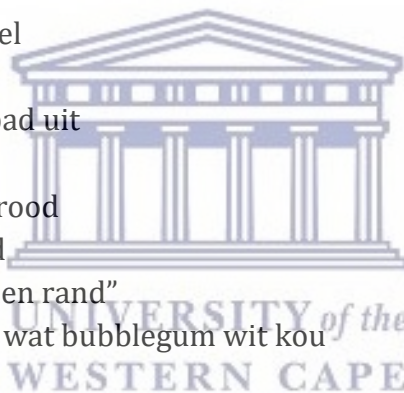 el
ad uit
rood
d
en rand”
wat bubblegum wit kou
UNIVERSITY of the
WESTERN CAPE